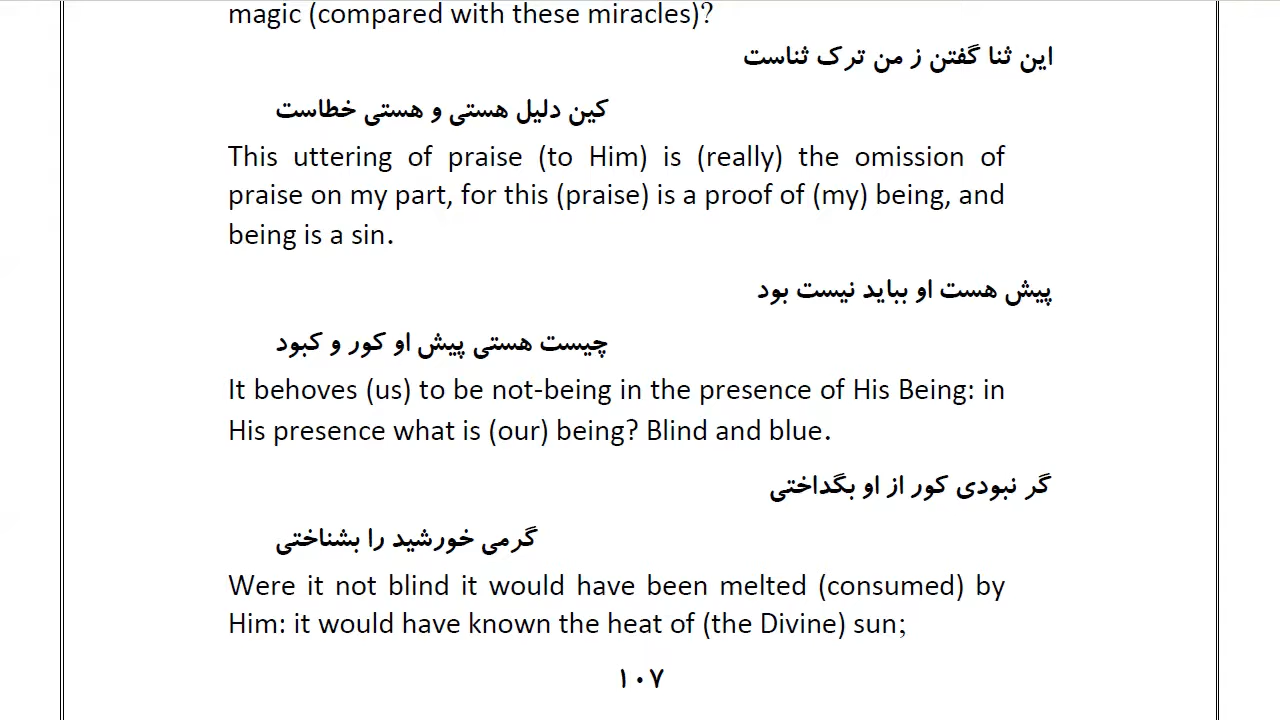 magic (compared with these miracles)?
این ثنا گفتن ز من ترک ثناست
کین دلیل هستی و هستی خطاست
This uttering of praise (to Him) is (really) the omission of
praise on my part, for this (praise) is a proof of (my) being, and
being is a sin.
پیش هست او بباید نیست بود
چیست هستی پیش او کور و کبود
It behoves (us) to be not-being in the presence of His Being: in
His presence what is (our) being? Blind and blue.
گر نبودی کور از او بگداختی
گرمی خورشید را بشناختی
Were it not blind it would have been melted (consumed) by
Him: it would have known the heat of (the Divine) sun;
۱۰۷